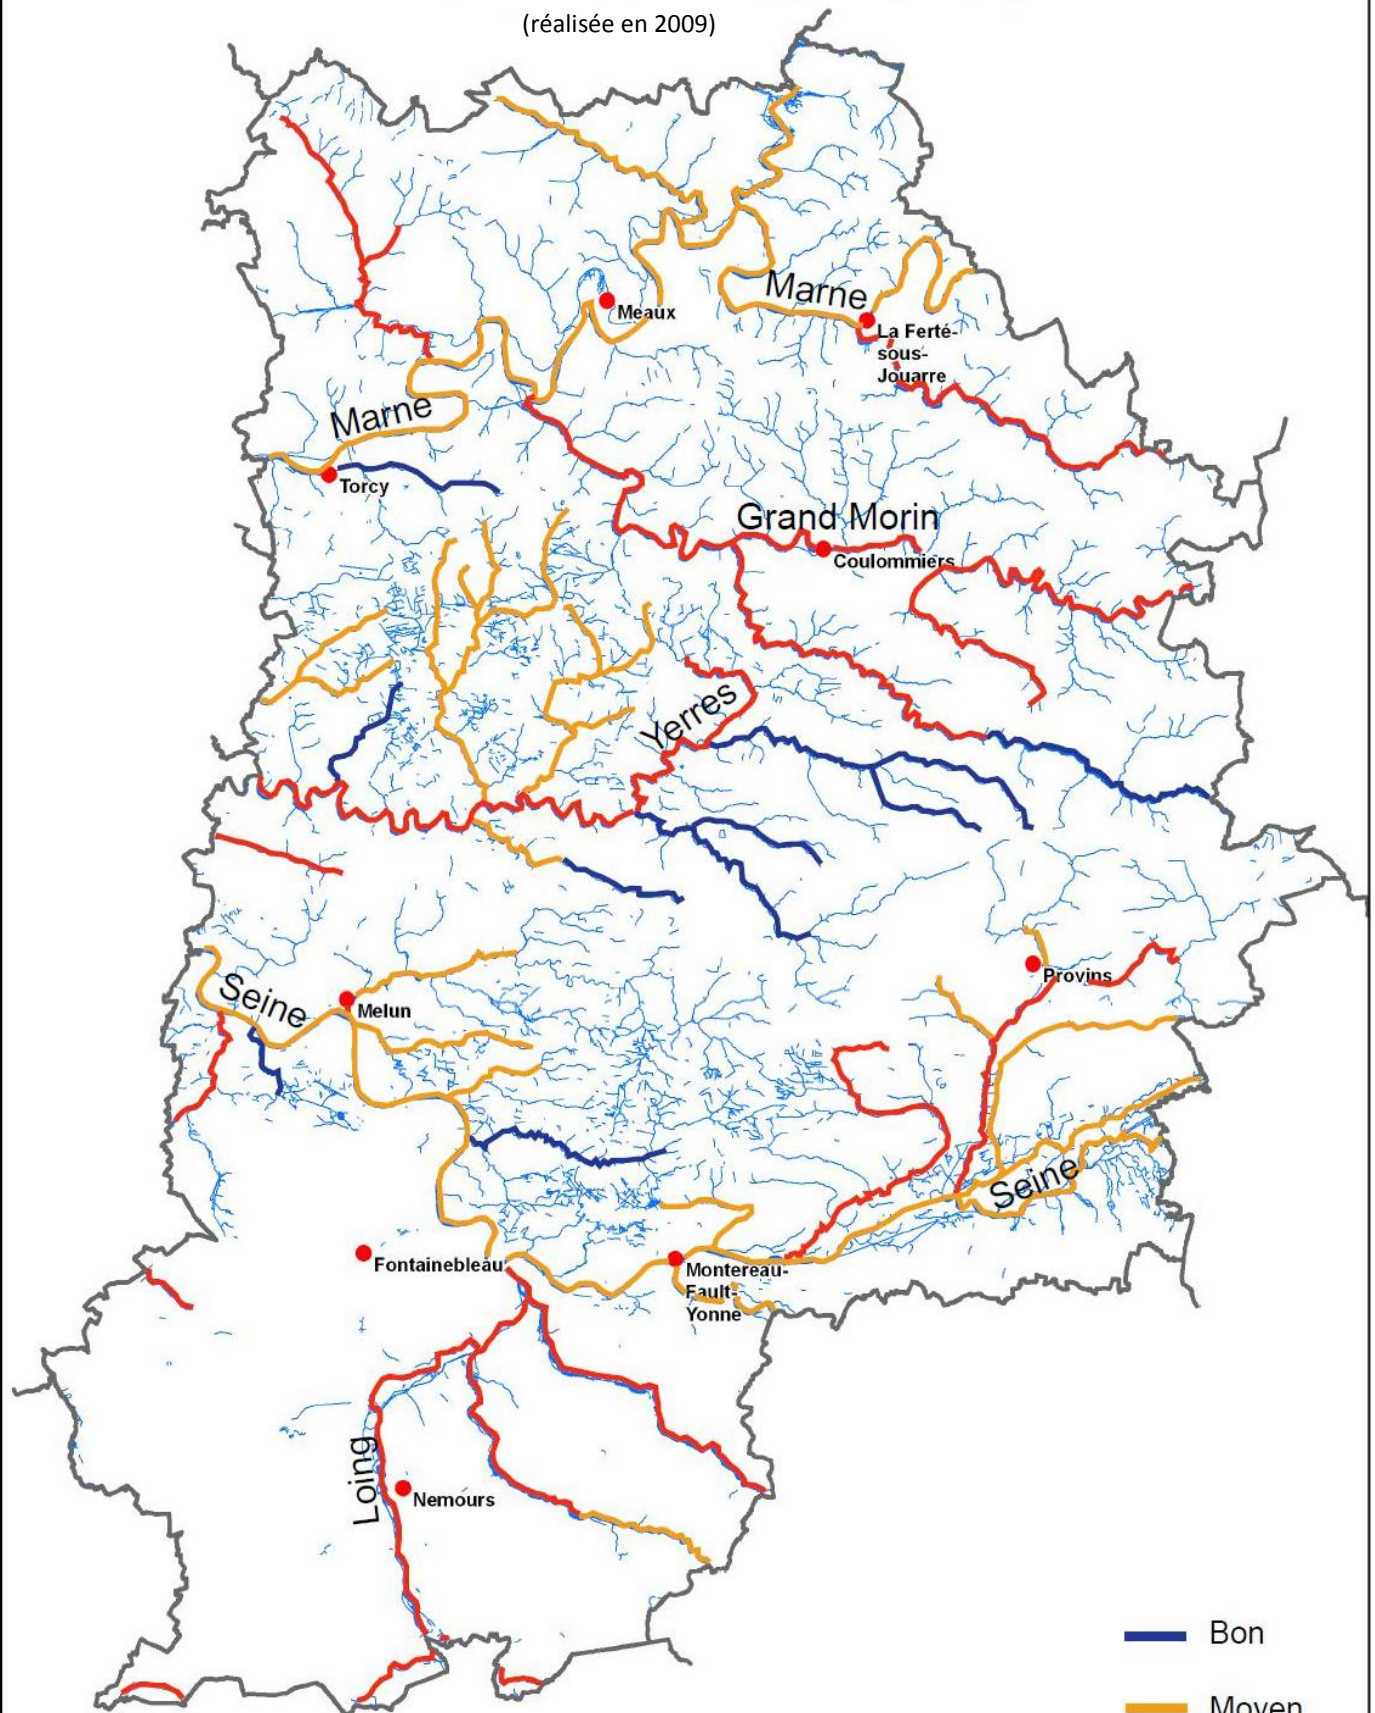 (réalisée en 2009)
Marne
Meaux
La Ferté-
sous-
Jouarre
Marne
Torcy
Grand Morin
Coulommiers
Yerres
Provins
Seine
Melun
Seine
Fontainebleau
Montereau-
Fault-
Yonne
Loing
Nemours
Bon
Moyen